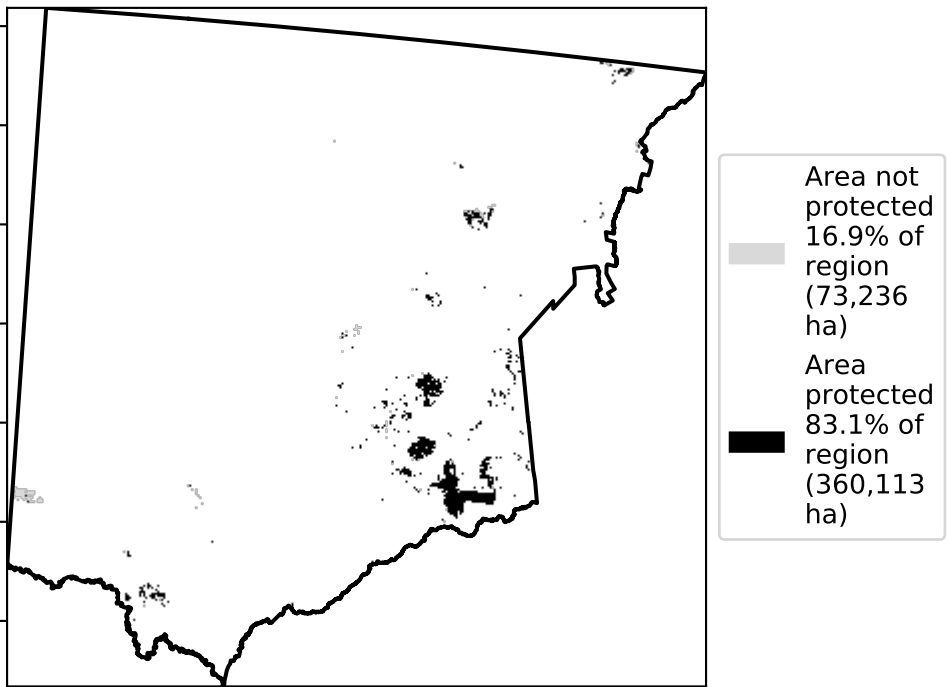 Area not
protected
16.9% of
region
(73,236
ha)
Area
protected
83.1% of
region
(360,113
ha)